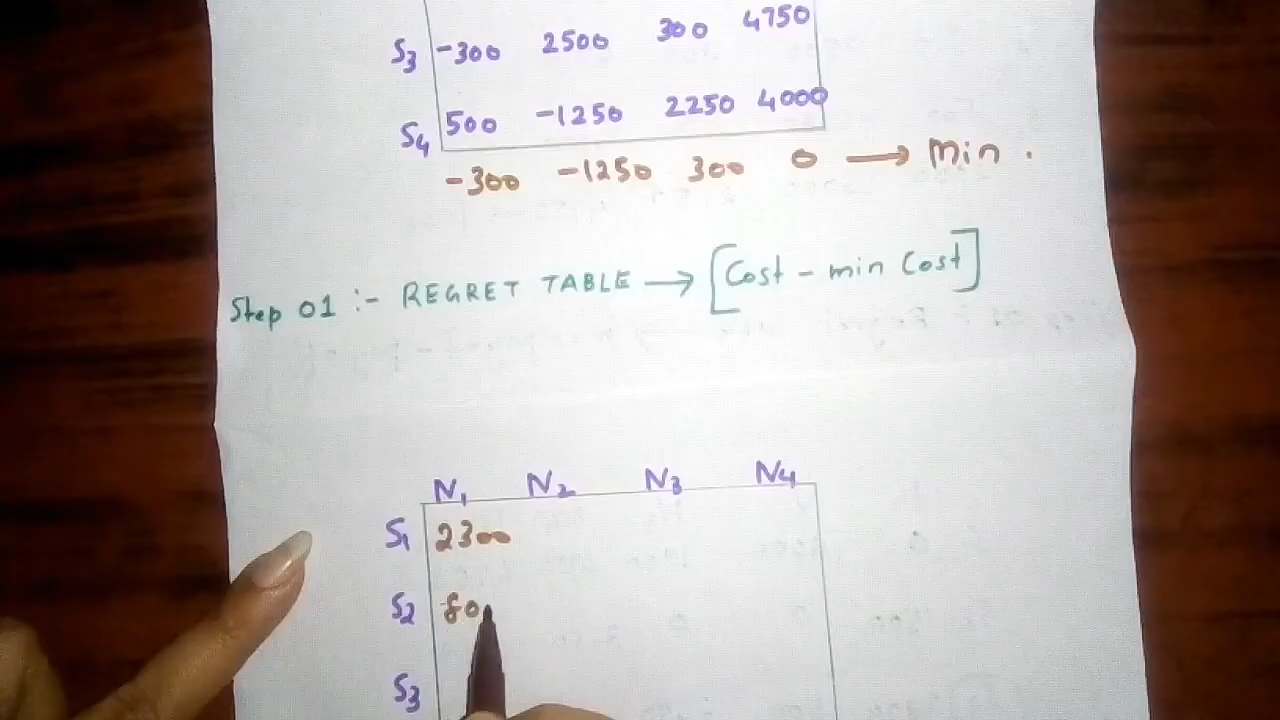 S3 -300 2500 300 4750
S4 500 -1250 2250 4000
-300 -1250 300 0 → Min .
Step 01 :- REGRET TABLE → [Cost - min Cost]
N1 N2 N3 N4
S1 2300
S2 80
S3